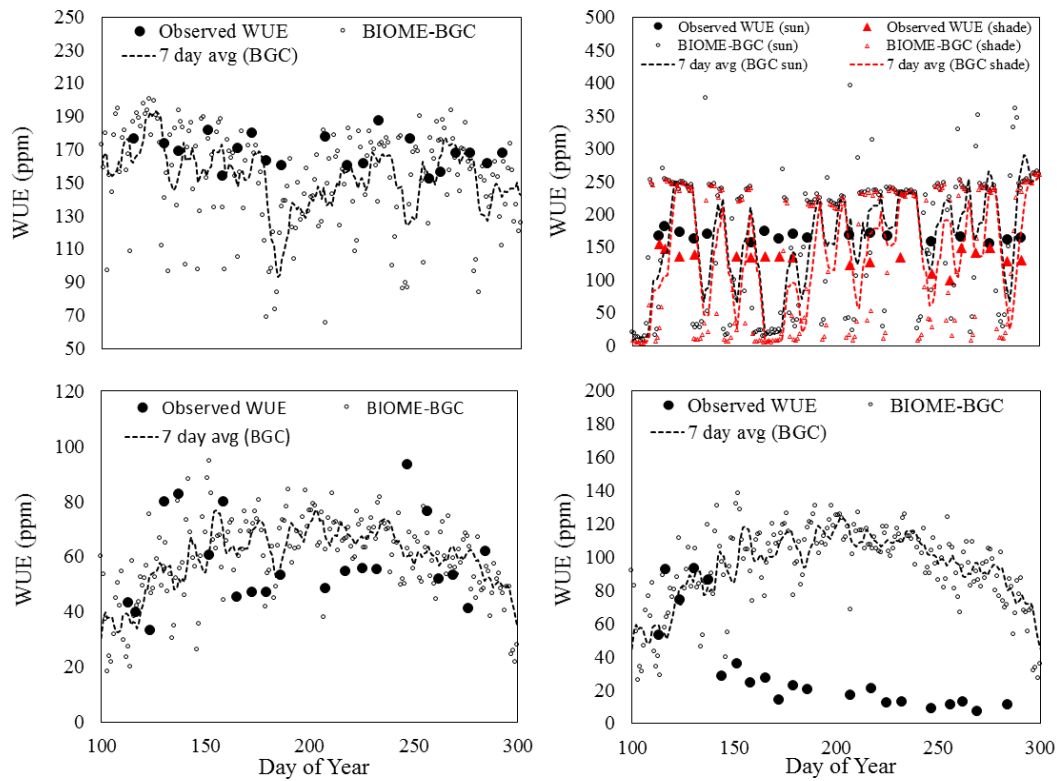 250
230
210
190
170
150
130
110
90
70
50
WUE (ppm)
Observed WUE
BIOME-BGC
7 day avg (BGC)
500
450
400
350
300
250
200
150
100
50
0
WUE (ppm)
Observed WUE (sun)
Observed WUE (shade)
BIOME-BGC (sun)
BIOME-BGC (shade)
7 day avg (BGC sun)
7 day avg (BGC shade)
120
100
80
60
40
20
0
WUE (ppm)
Observed WUE
BIOME-BGC
7 day avg (BGC)
100 150 200 250 300
Day of Year
200
180
160
140
120
100
80
60
40
20
0
WUE (ppm)
Observed WUE
BIOME-BGC
7 day avg (BGC)
100 150 200 250 300
Day of Year